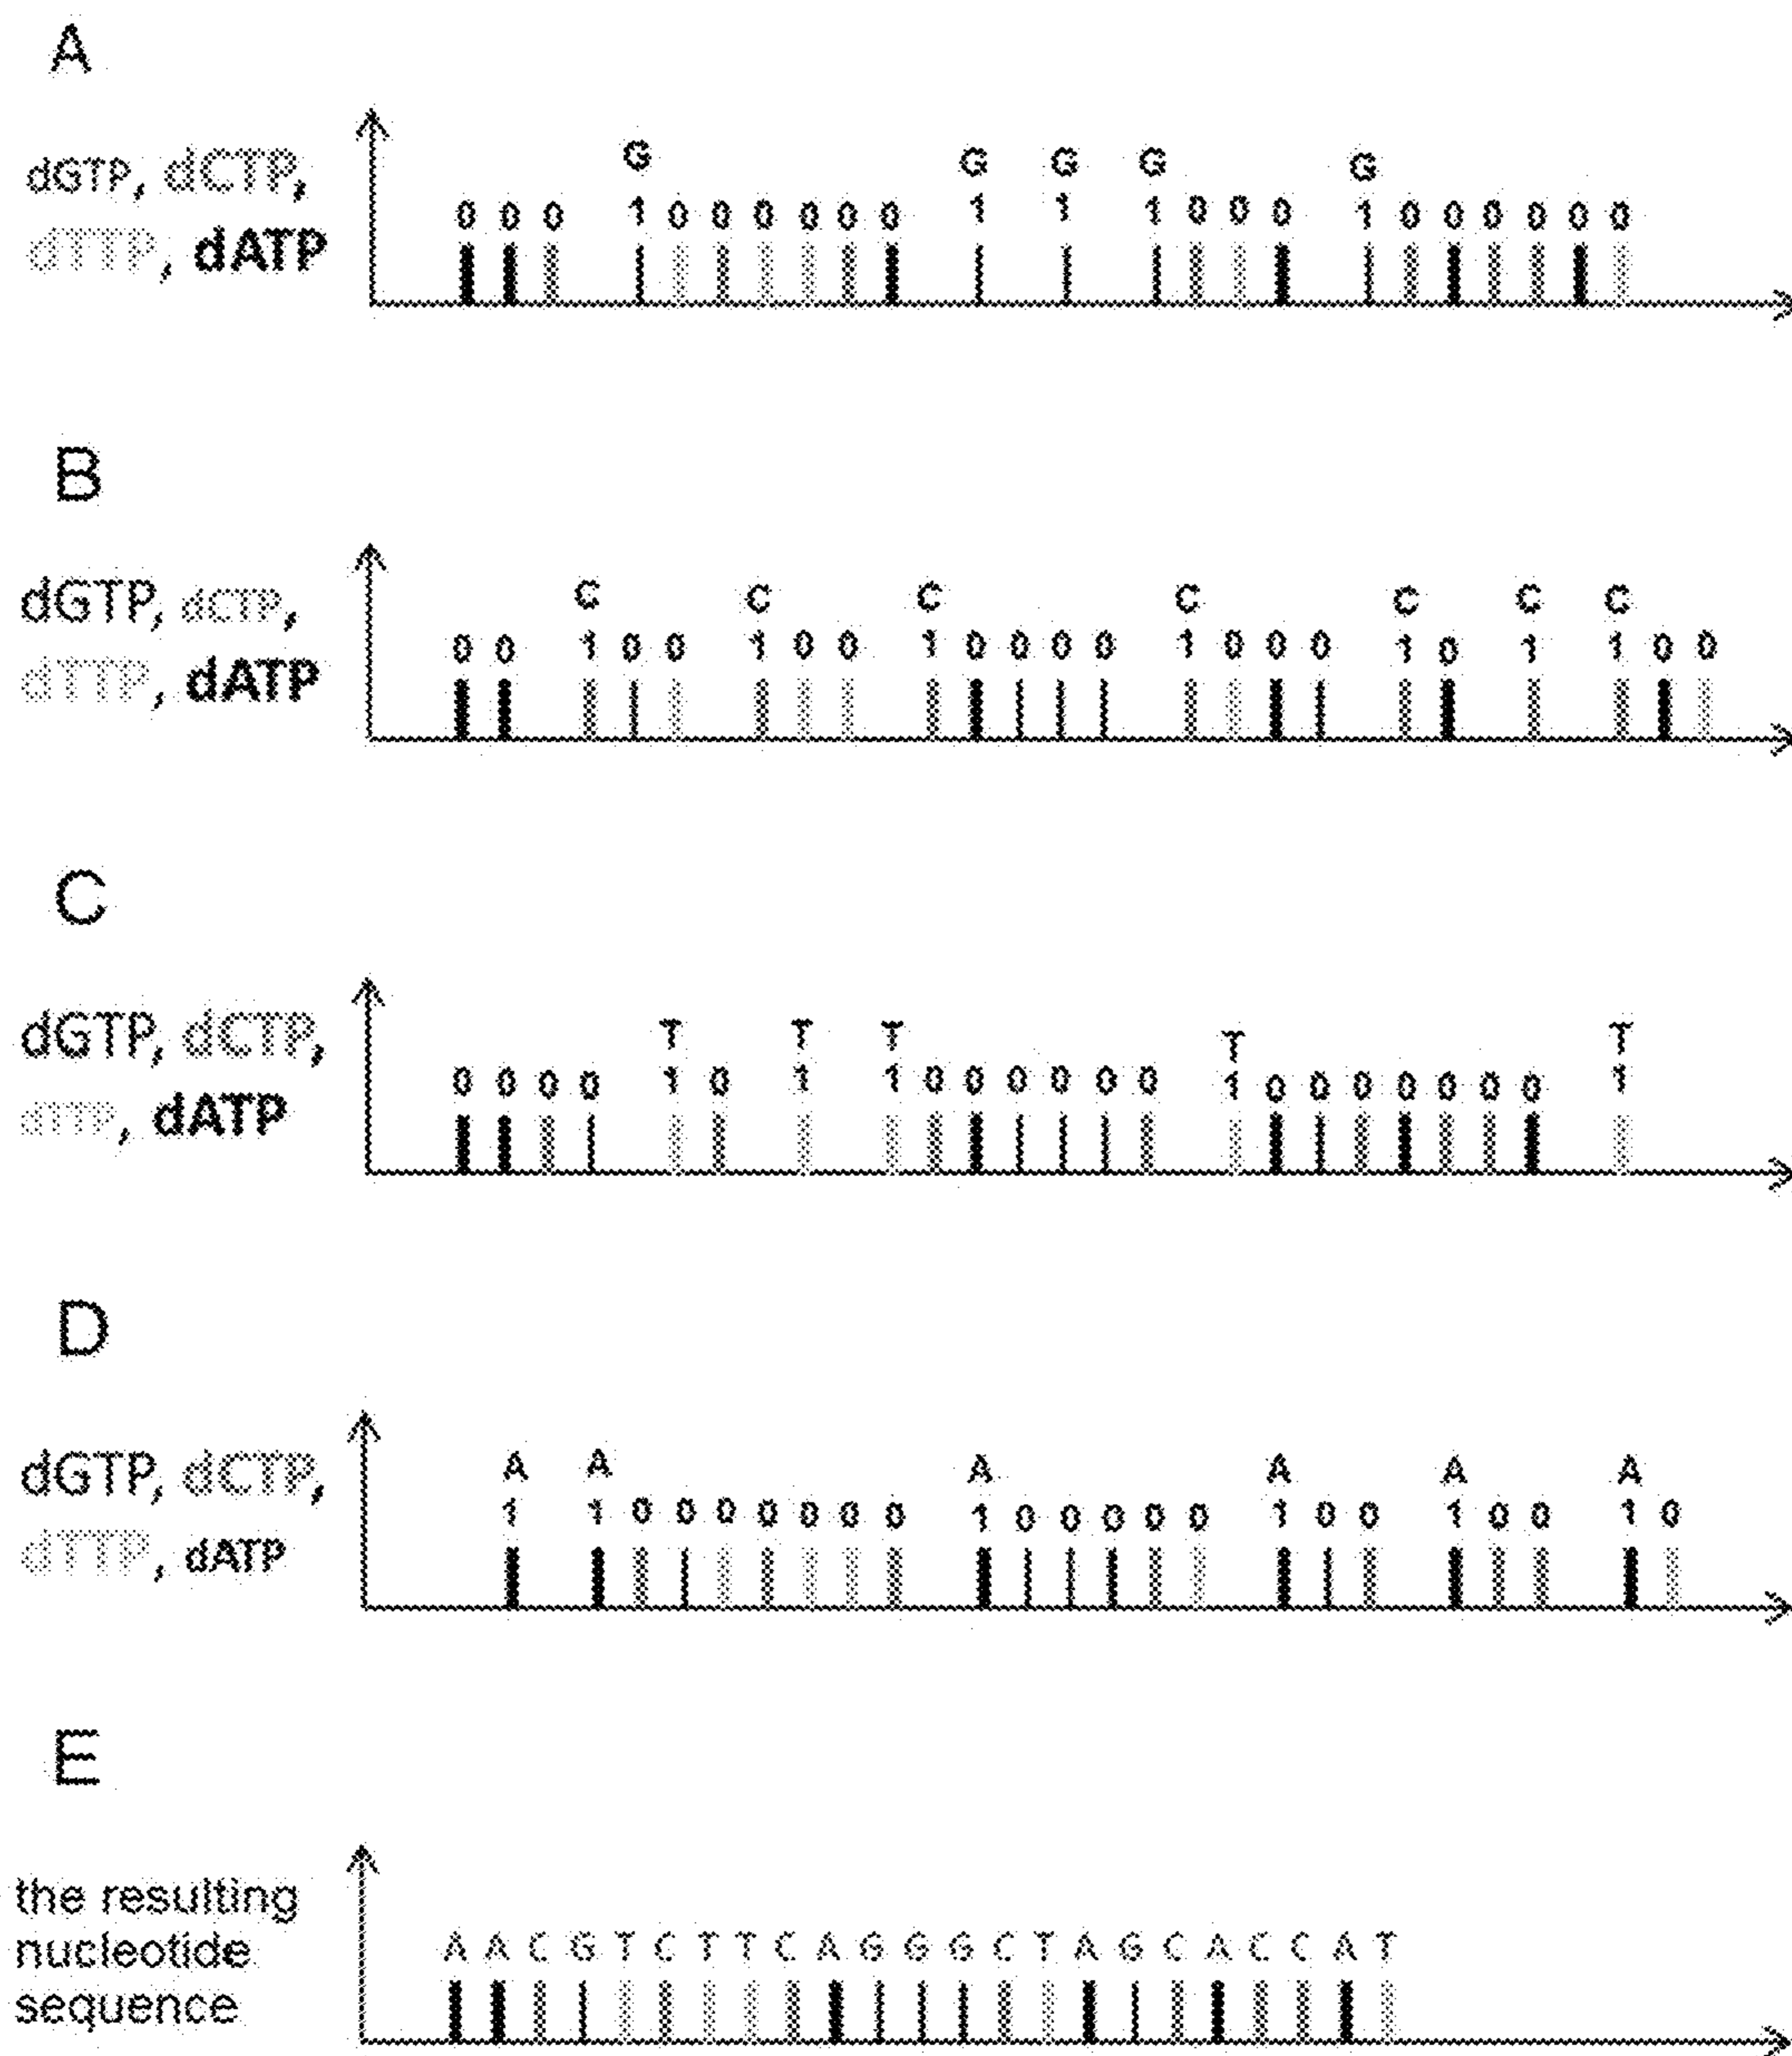 A
G G G G G
dGTP, dCTP,
0 0 0 1 0 0 0 0 0 0 1 1 1 0 0 0 1 0 0 0 0 0 0
dTTP, dATP
B
C C C C C C C
dGTP, dCTP,
0 0 1 0 0 1 0 0 1 0 0 0 0 1 0 0 0 1 0 1 1 0 0
dTTP, dATP
C
T T T T T
dGTP, dCTP,
0 0 0 0 1 0 1 1 0 0 0 0 0 0 1 0 0 0 0 0 0 0 1
dTTP, dATP
D
A A A A A A
dGTP, dCTP,
1 1 0 0 0 0 0 0 0 1 0 0 0 0 0 1 0 0 1 0 0 1 0
dTTP, dATP
E
the resulting
nucleotide
sequence
A A C G T C T T C A G G G C T A G C A C C A T